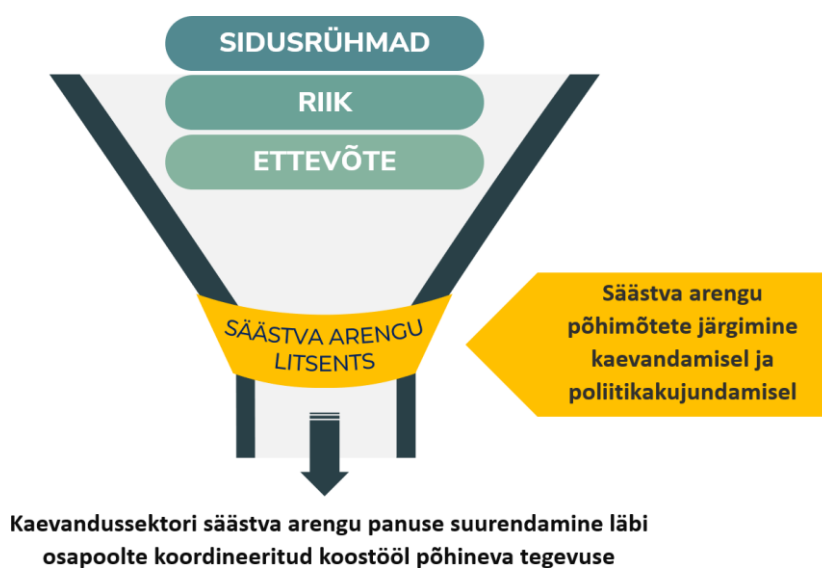 SIDUSRÜHMAD
RIIK
ETTEVÕTE
SÄÄSTVA ARENGU
LITSENTS
Säästva arengu
põhimõtete järgimine
kaevandamisel ja
poliitikakujundamisel
Kaevandussektori säästva arengu panuse suurendamine läbi
osapoolte koordineeritud koostööl põhineva tegevuse